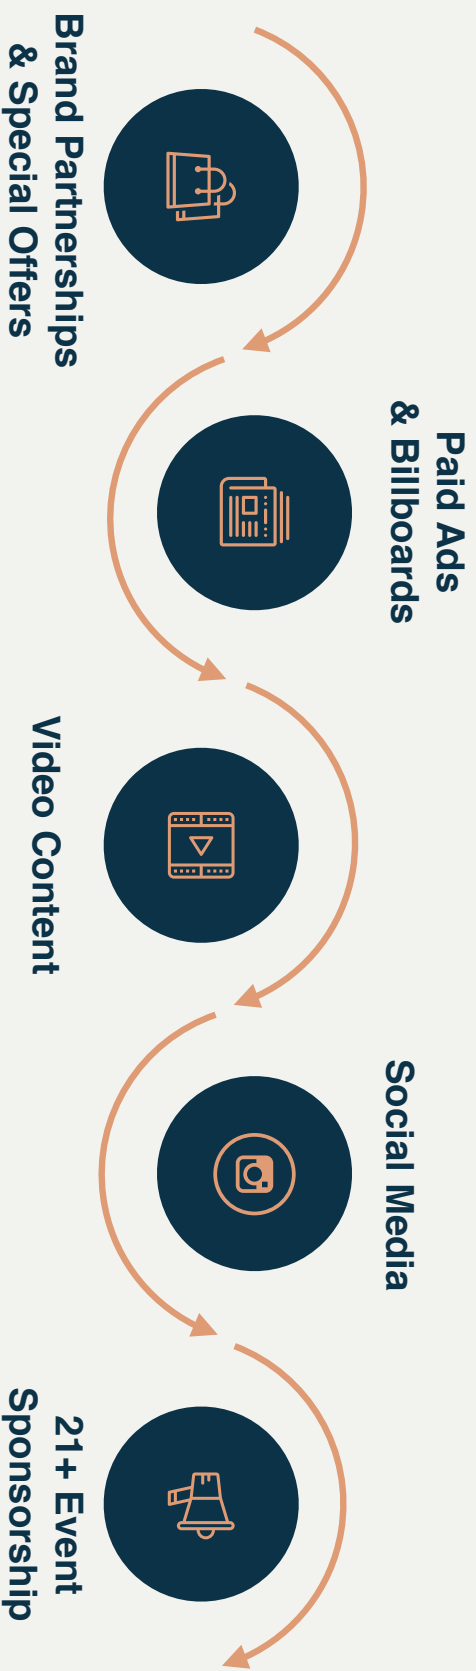 Brand Partnerships
& Special Offers
Paid Ads
& Billboards
Video Content
Social Media
21+ Event
Sponsorship